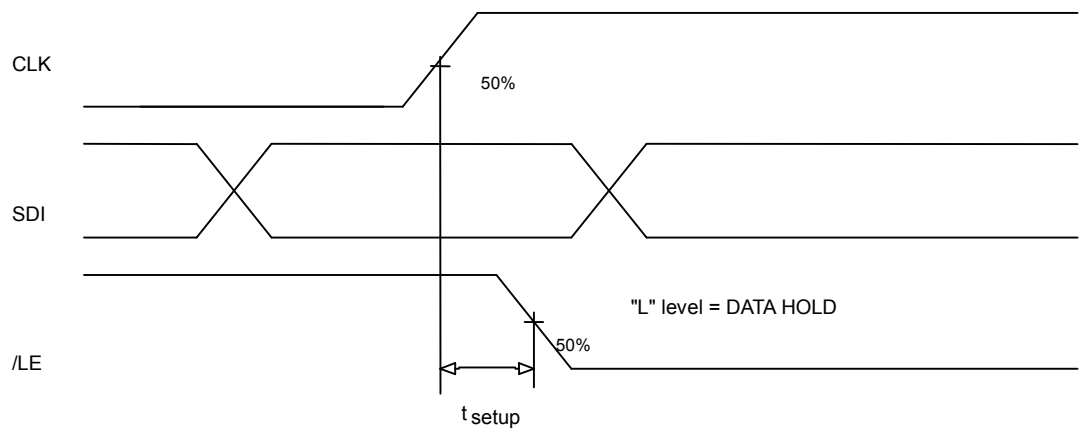 CLK
50%
SDI
"L" level = DATA HOLD
50%
/LE
t setup